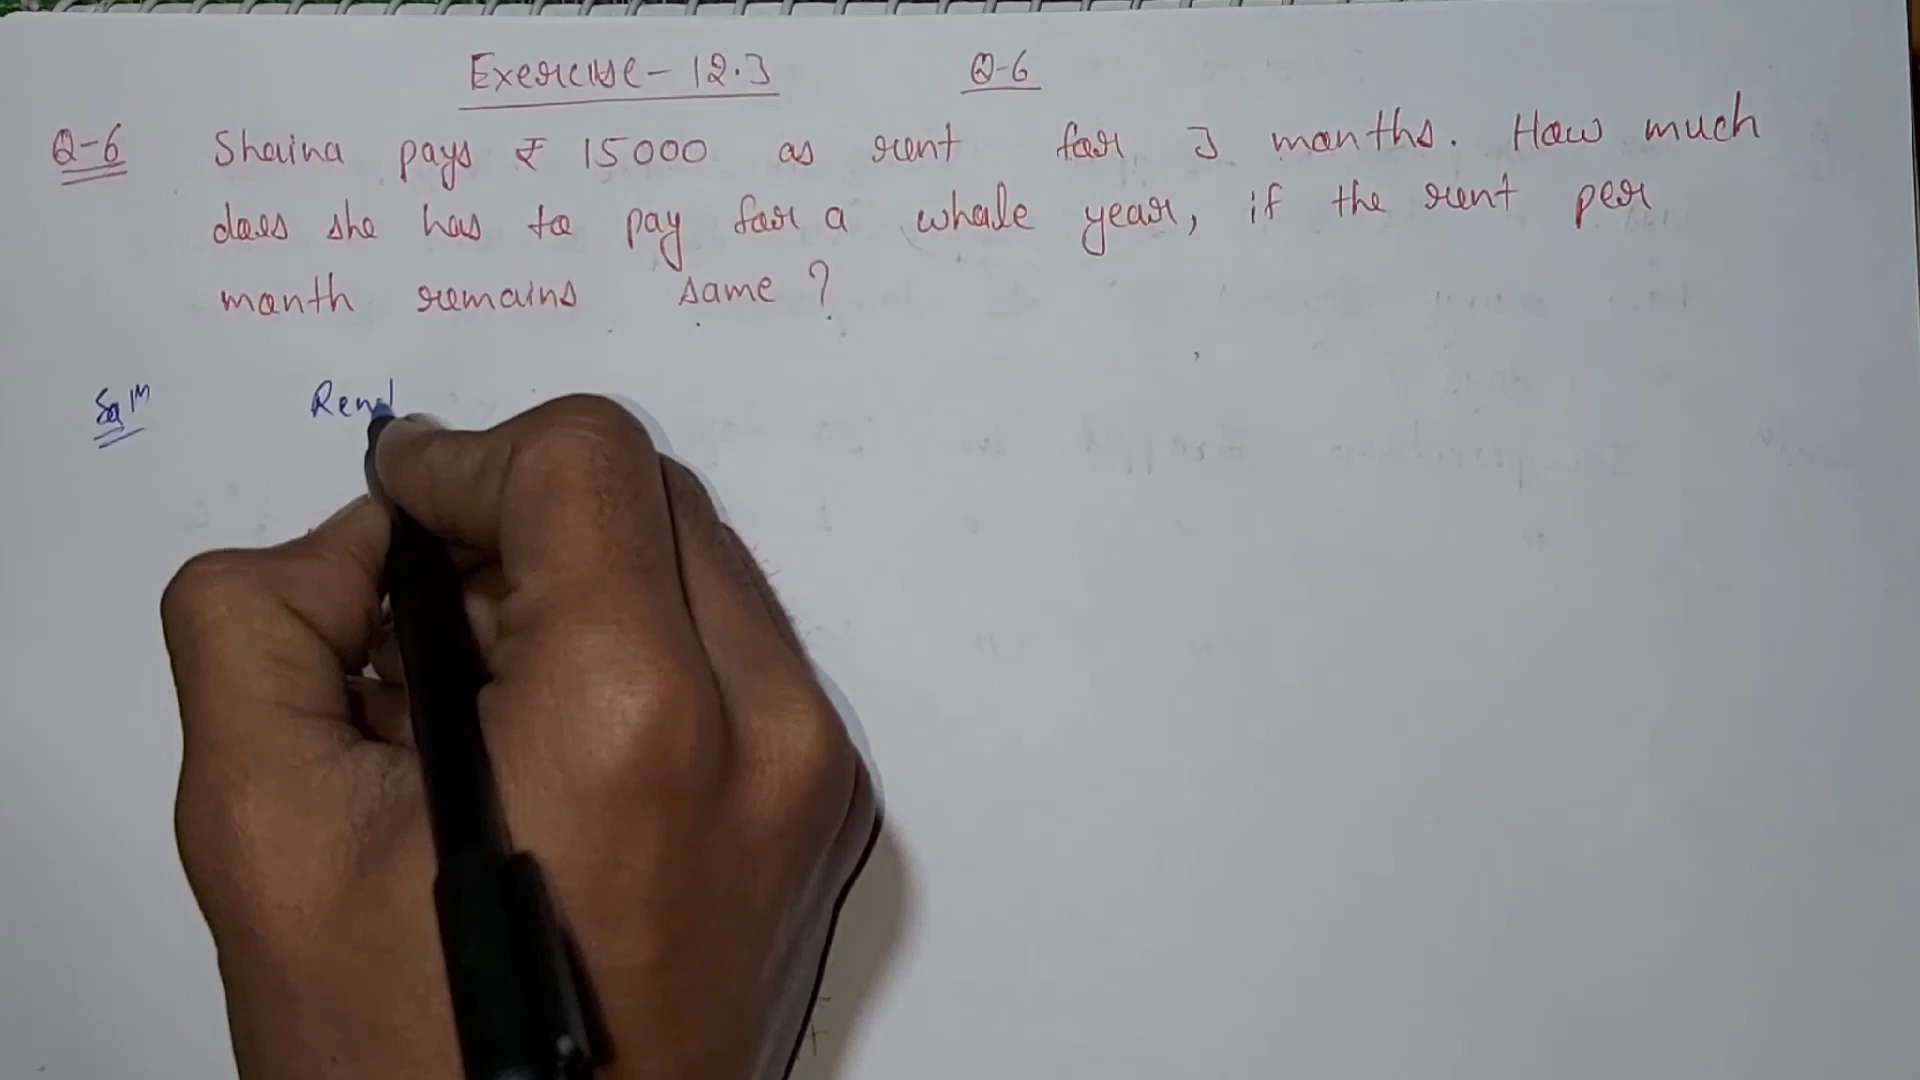 Exercise - 12.3 Q-6
Q-6 Shaina pays ₹ 15000 as rent for 3 months. How much
does she has to pay for a whole year, if the rent per
month remains same ?
Solⁿ Rent